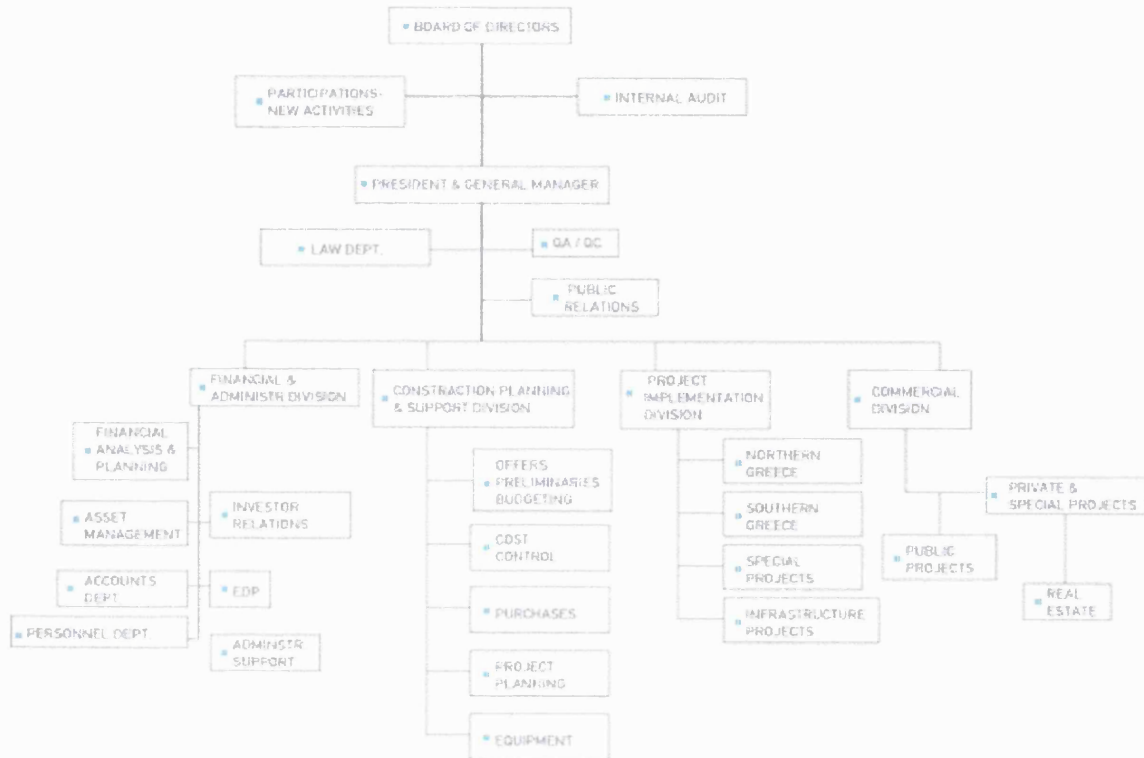 BOARD OF DIRECTORS
PARTICIPATIONS-
NEW ACTIVITIES
INTERNAL AUDIT
PRESIDENT & GENERAL MANAGER
LAW DEPT.
QA / QC
PUBLIC
RELATIONS
FINANCIAL &
ADMINISTR DIVISION
CONSTRACTION PLANNING
& SUPPORT DIVISION
PROJECT
IMPLEMENTATION
DIVISION
COMMERCIAL
DIVISION
FINANCIAL
ANALYSIS &
PLANNING
INVESTOR
RELATIONS
ASSET
MANAGEMENT
ACCOUNTS
DEPT
EDP
PERSONNEL DEPT
ADMINISTR
SUPPORT
OFFERS
PRELIMINARIES
BUDGETING
COST
CONTROL
PURCHASES
PROJECT
PLANNING
EQUIPMENT
NORTHERN
GREECE
SOUTHERN
GREECE
SPECIAL
PROJECTS
INFRASTRUCTURE
PROJECTS
PRIVATE &
SPECIAL PROJECTS
PUBLIC
PROJECTS
REAL
ESTATE